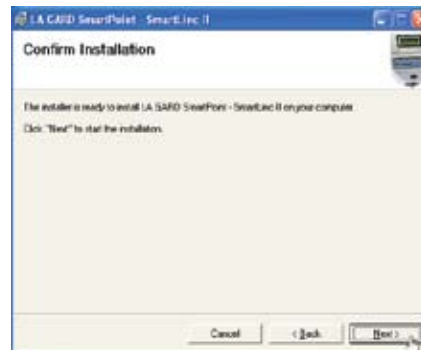 LA GARD SmartPoint - SmartLinc II
Confirm Installation
The installer is ready to install LA GARD SmartPoint - SmartLinc II on your computer.
Click "Next" to start the installation.
Cancel
< Back
Next >